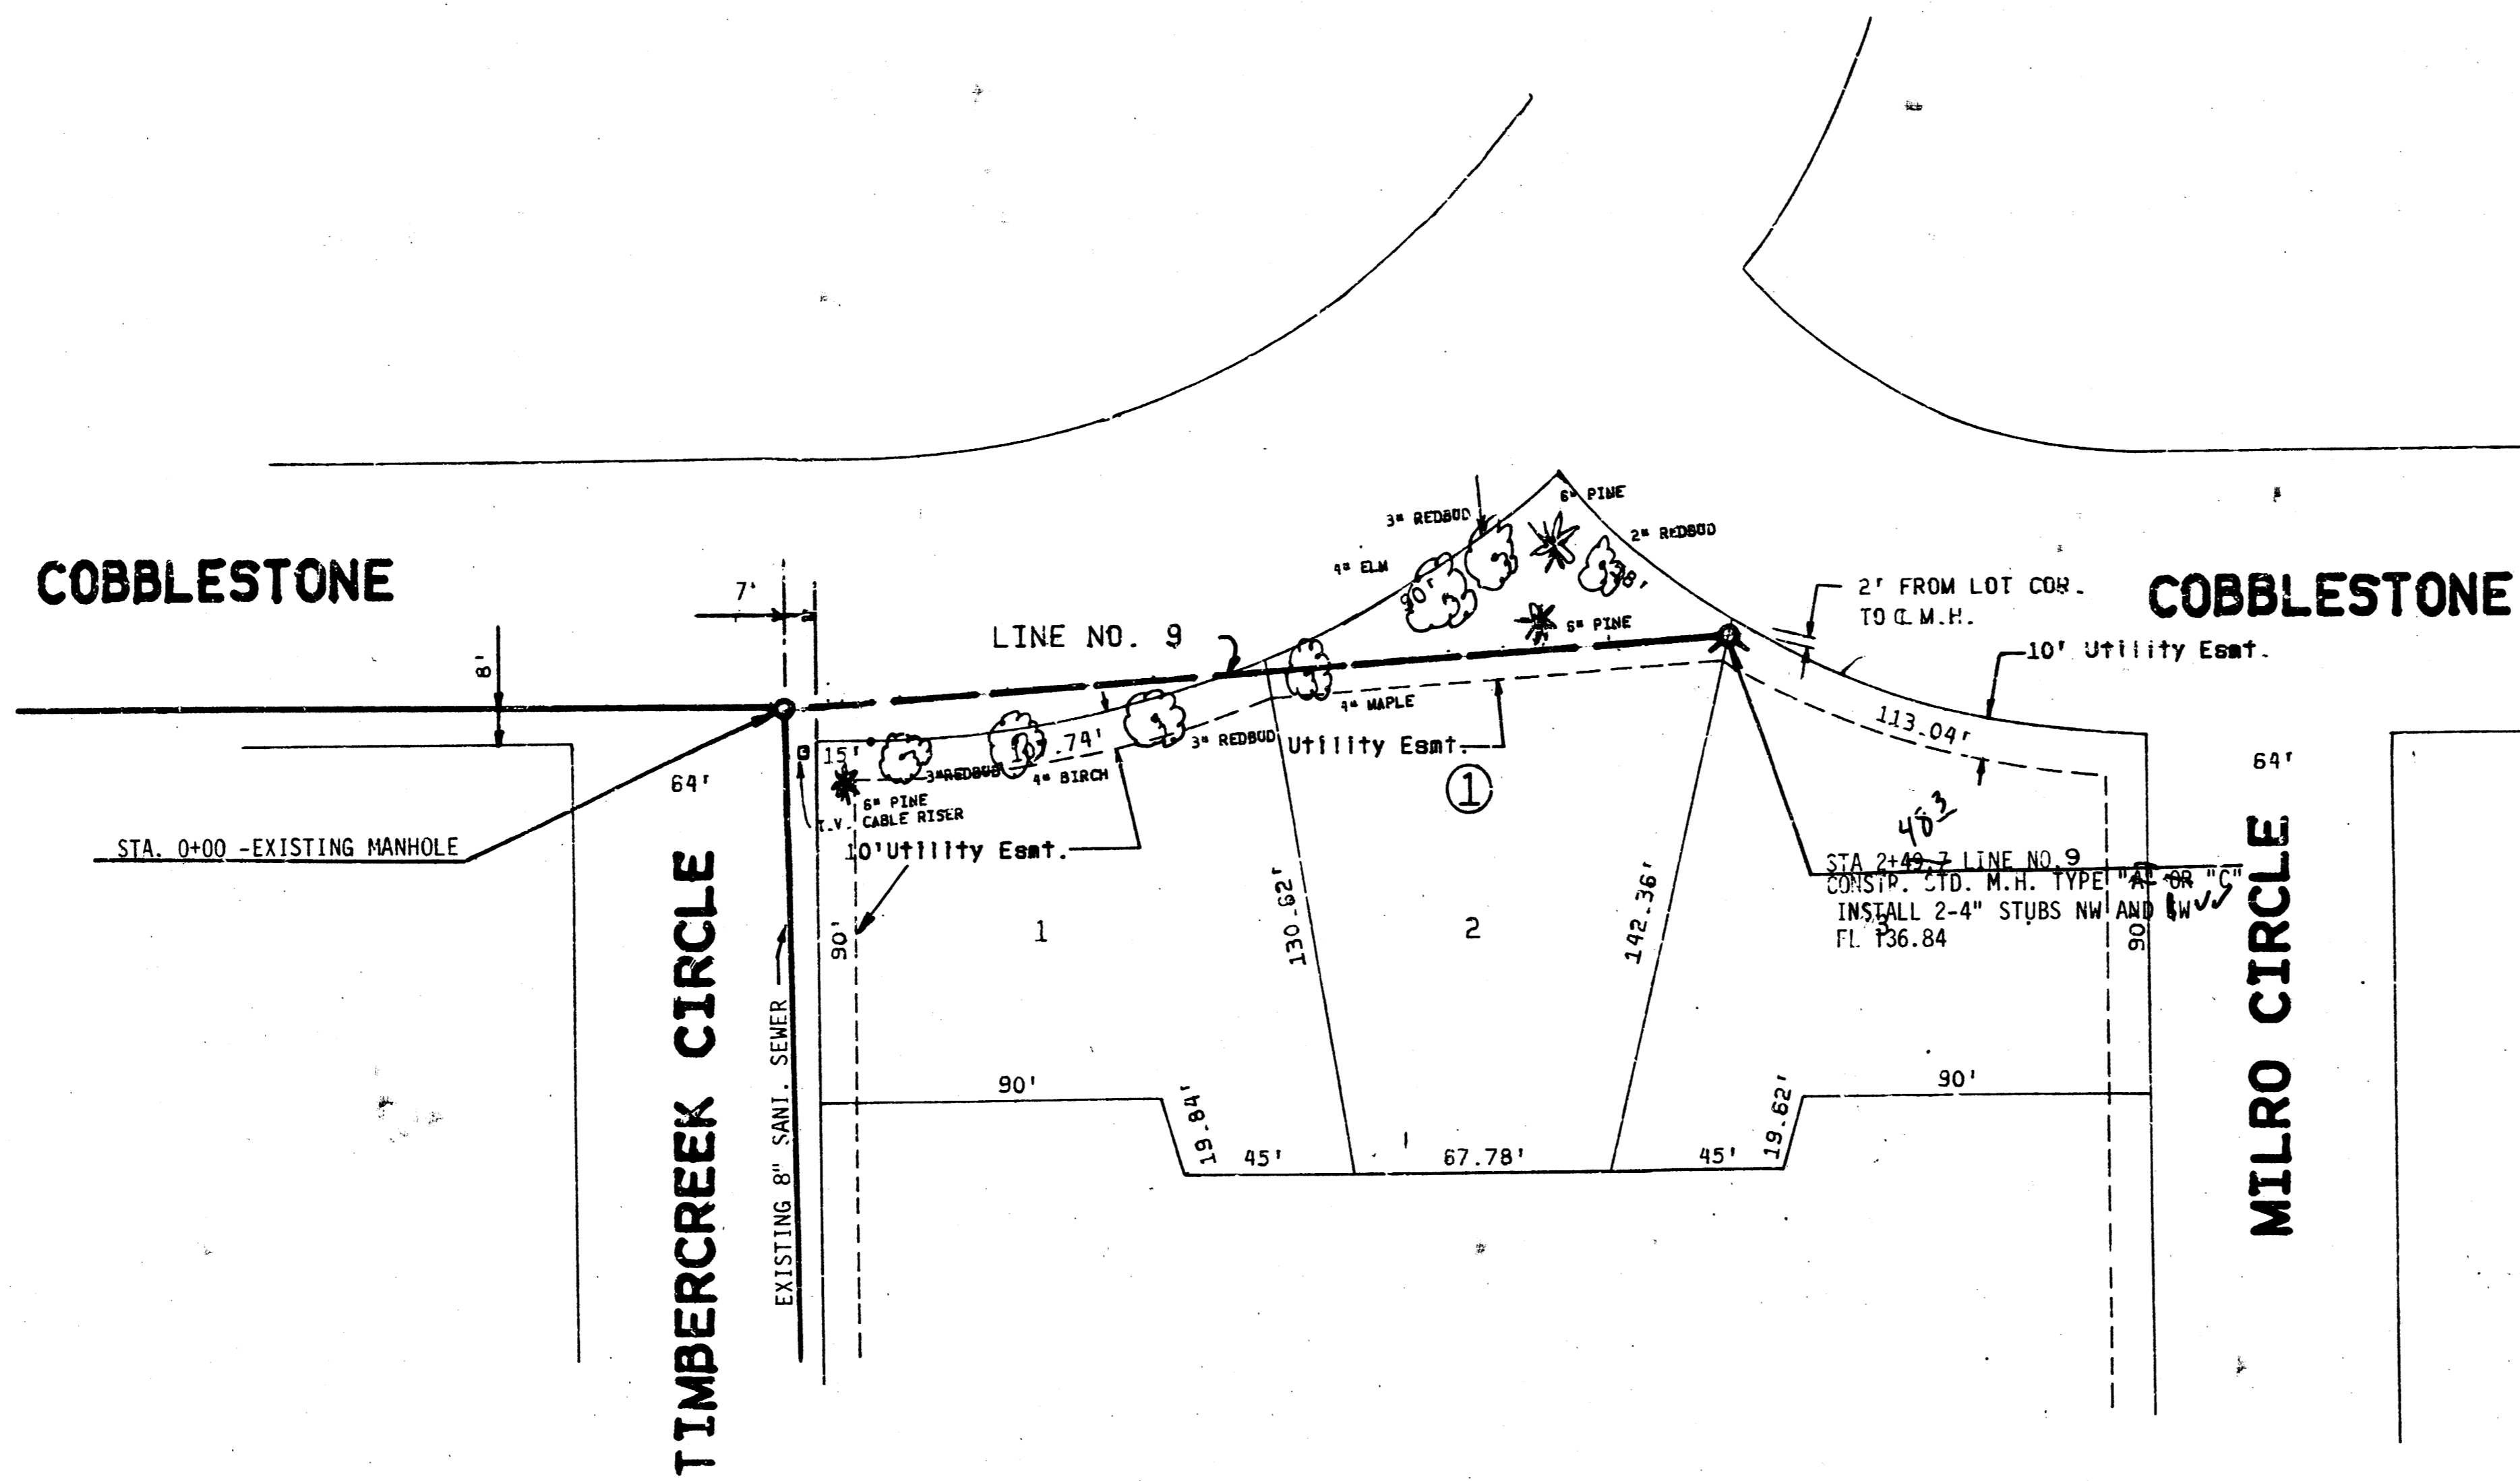 6" PINE
3" REDBUD
2" REDBUD
4" ELM
COBBLESTONE
7'
90'
2' FROM LOT COR.
TO ℄ M.H.
COBBLESTONE
6" PINE
LINE NO. 9
8'
10' Utility Esmt.
4" MAPLE
113.04'
3" REDBUD
Utility Esmt.
.74'
15'
3" REDBUD
4" BIRCH
64'
64'
1
6" PINE
T.V. CABLE RISER
STA. 0+00 -EXISTING MANHOLE
10' Utility Esmt.
48.3
STA 2+49.7 LINE NO. 9
CONSTR. STD. M.H. TYPE "A" OR "C"
INSTALL 2-4" STUBS NW AND SW
3
FL 136.84
90'
1
130.62'
2
142.36'
90'
TIMBERCREEK CIRCLE
EXISTING 8" SANI. SEWER
MILRO CIRCLE
90'
90'
19.84'
45'
67.78'
45'
19.62'